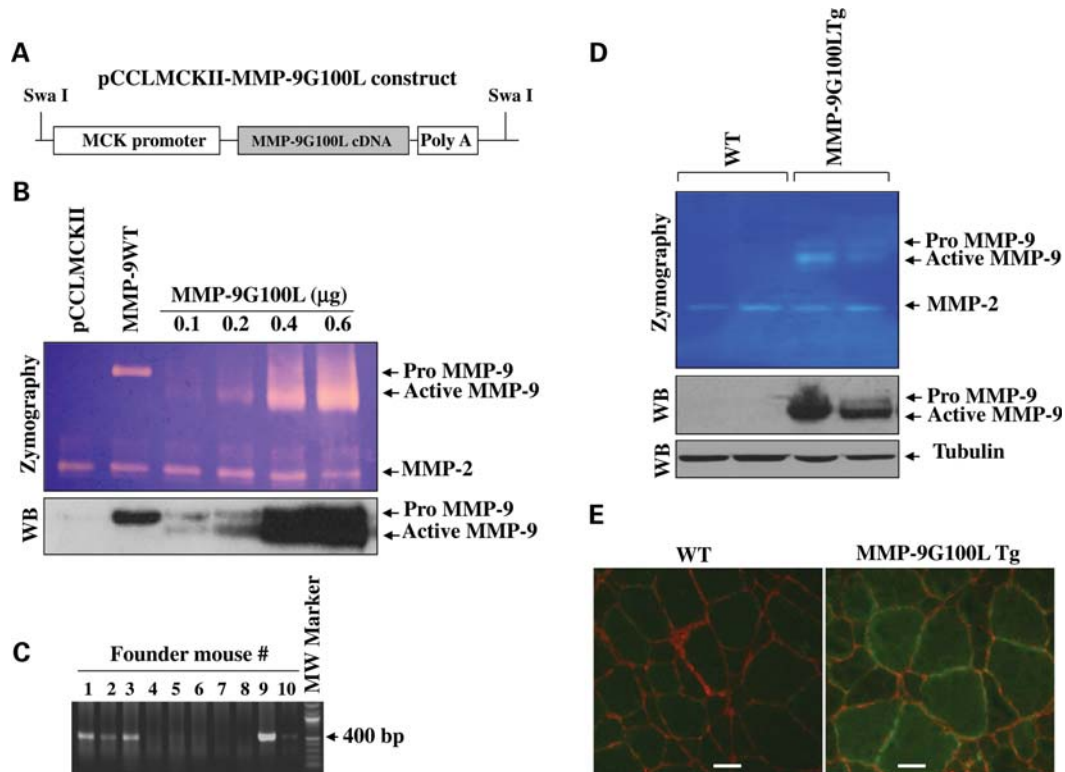 A
pCCLMCKII-MMP-9G100L construct
Swa I
Swa I
MCK promoter
MMP-9G100L cDNA
Poly A
B
pCCLMCKII
MMP-9WT
MMP-9G100L (µg)
0.1 0.2 0.4 0.6
Zymography
Pro MMP-9
Active MMP-9
MMP-2
WB
Pro MMP-9
Active MMP-9
C
Founder mouse #
MW Marker
1 2 3 4 5 6 7 8 9 10
400 bp
D
WT
MMP-9G100LTg
Zymography
Pro MMP-9
Active MMP-9
MMP-2
WB
Pro MMP-9
Active MMP-9
WB
Tubulin
E
WT
MMP-9G100L Tg